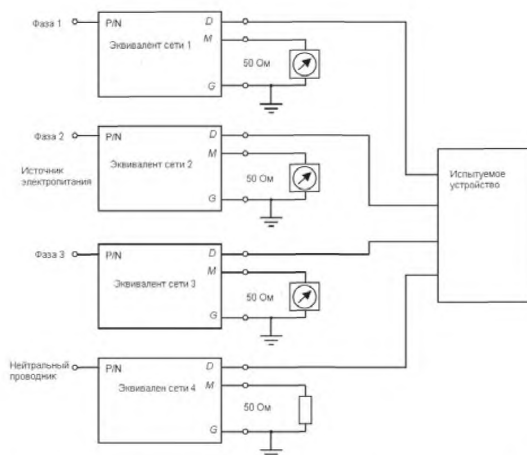 Фаза 1
P/N
D
Эквивалент сети 1
M
50 Ом
G
Фаза 2
P/N
D
Эквивалент сети 2
M
Источник
электропитания
50 Ом
G
Испытуемое
устройство
Фаза 3
P/N
D
Эквивалент сети 3
M
50 Ом
G
Нейтральный
проводник
P/N
D
Эквивален сети 4
M
50 Ом
G